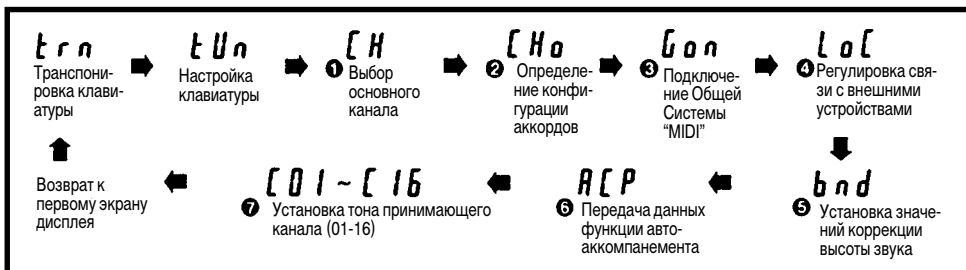 trn
Транспони-
ровка клави-
атуры
tUn
Настройка
клавиатуры
CH
❶ Выбор
основного
канала
CHo
❷ Определе-
ние конфи-
гурации
аккордов
Gon
❸ Подключе-
ние Общей
Системы
“MIDI”
LoC
❹ Регулировка свя-
зи с внешними
устройствами
bnd
❺ Установка значе-
ний коррекции
высоты звука
ACP
❻ Передача данных
функции авто-
аккомпанемента
C01 ~ C16
❼ Установка тона принимающего
канала (01-16)
Возврат к
первому экрану
дисплея